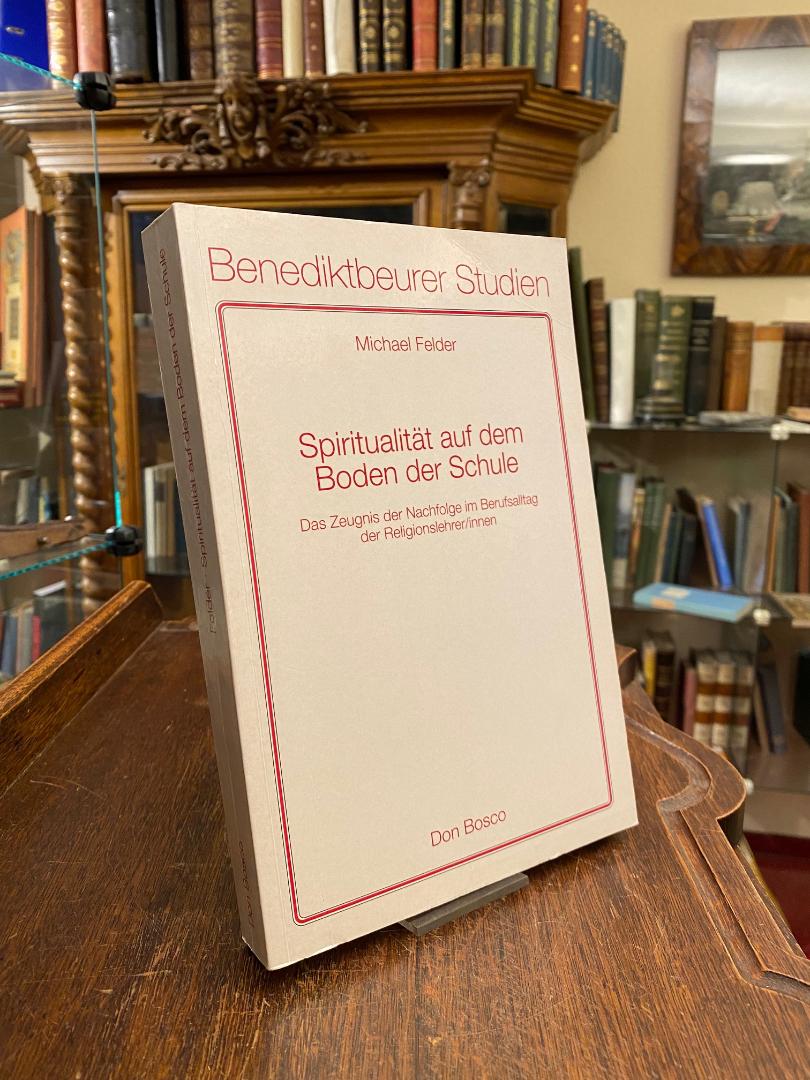 Benediktbeurer Studien
Michael Felder
Spiritualität auf dem
Boden der Schule
Das Zeugnis der Nachfolge im Berufsalltag
der Religionslehrer/innen
Don Bosco
Felder · Spiritualität auf dem Boden der Schule
Don Bosco